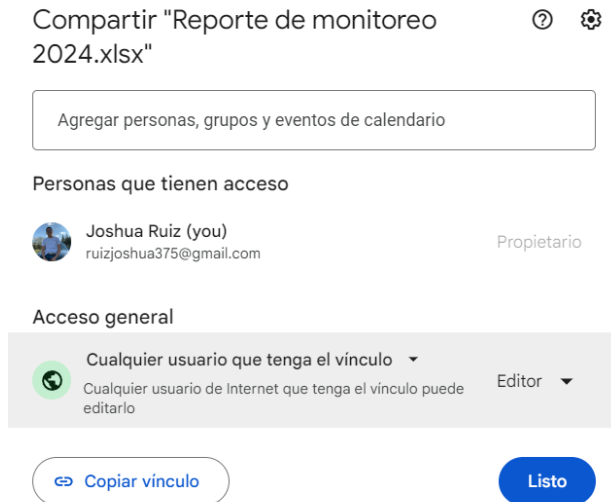 Compartir "Reporte de monitoreo
2024.xlsx"
Agregar personas, grupos y eventos de calendario
Personas que tienen acceso
Joshua Ruiz (you)
ruizjoshua375@gmail.com
Propietario
Acceso general
Cualquier usuario que tenga el vínculo
Cualquier usuario de Internet que tenga el vínculo puede
editarlo
Editor
Copiar vínculo
Listo